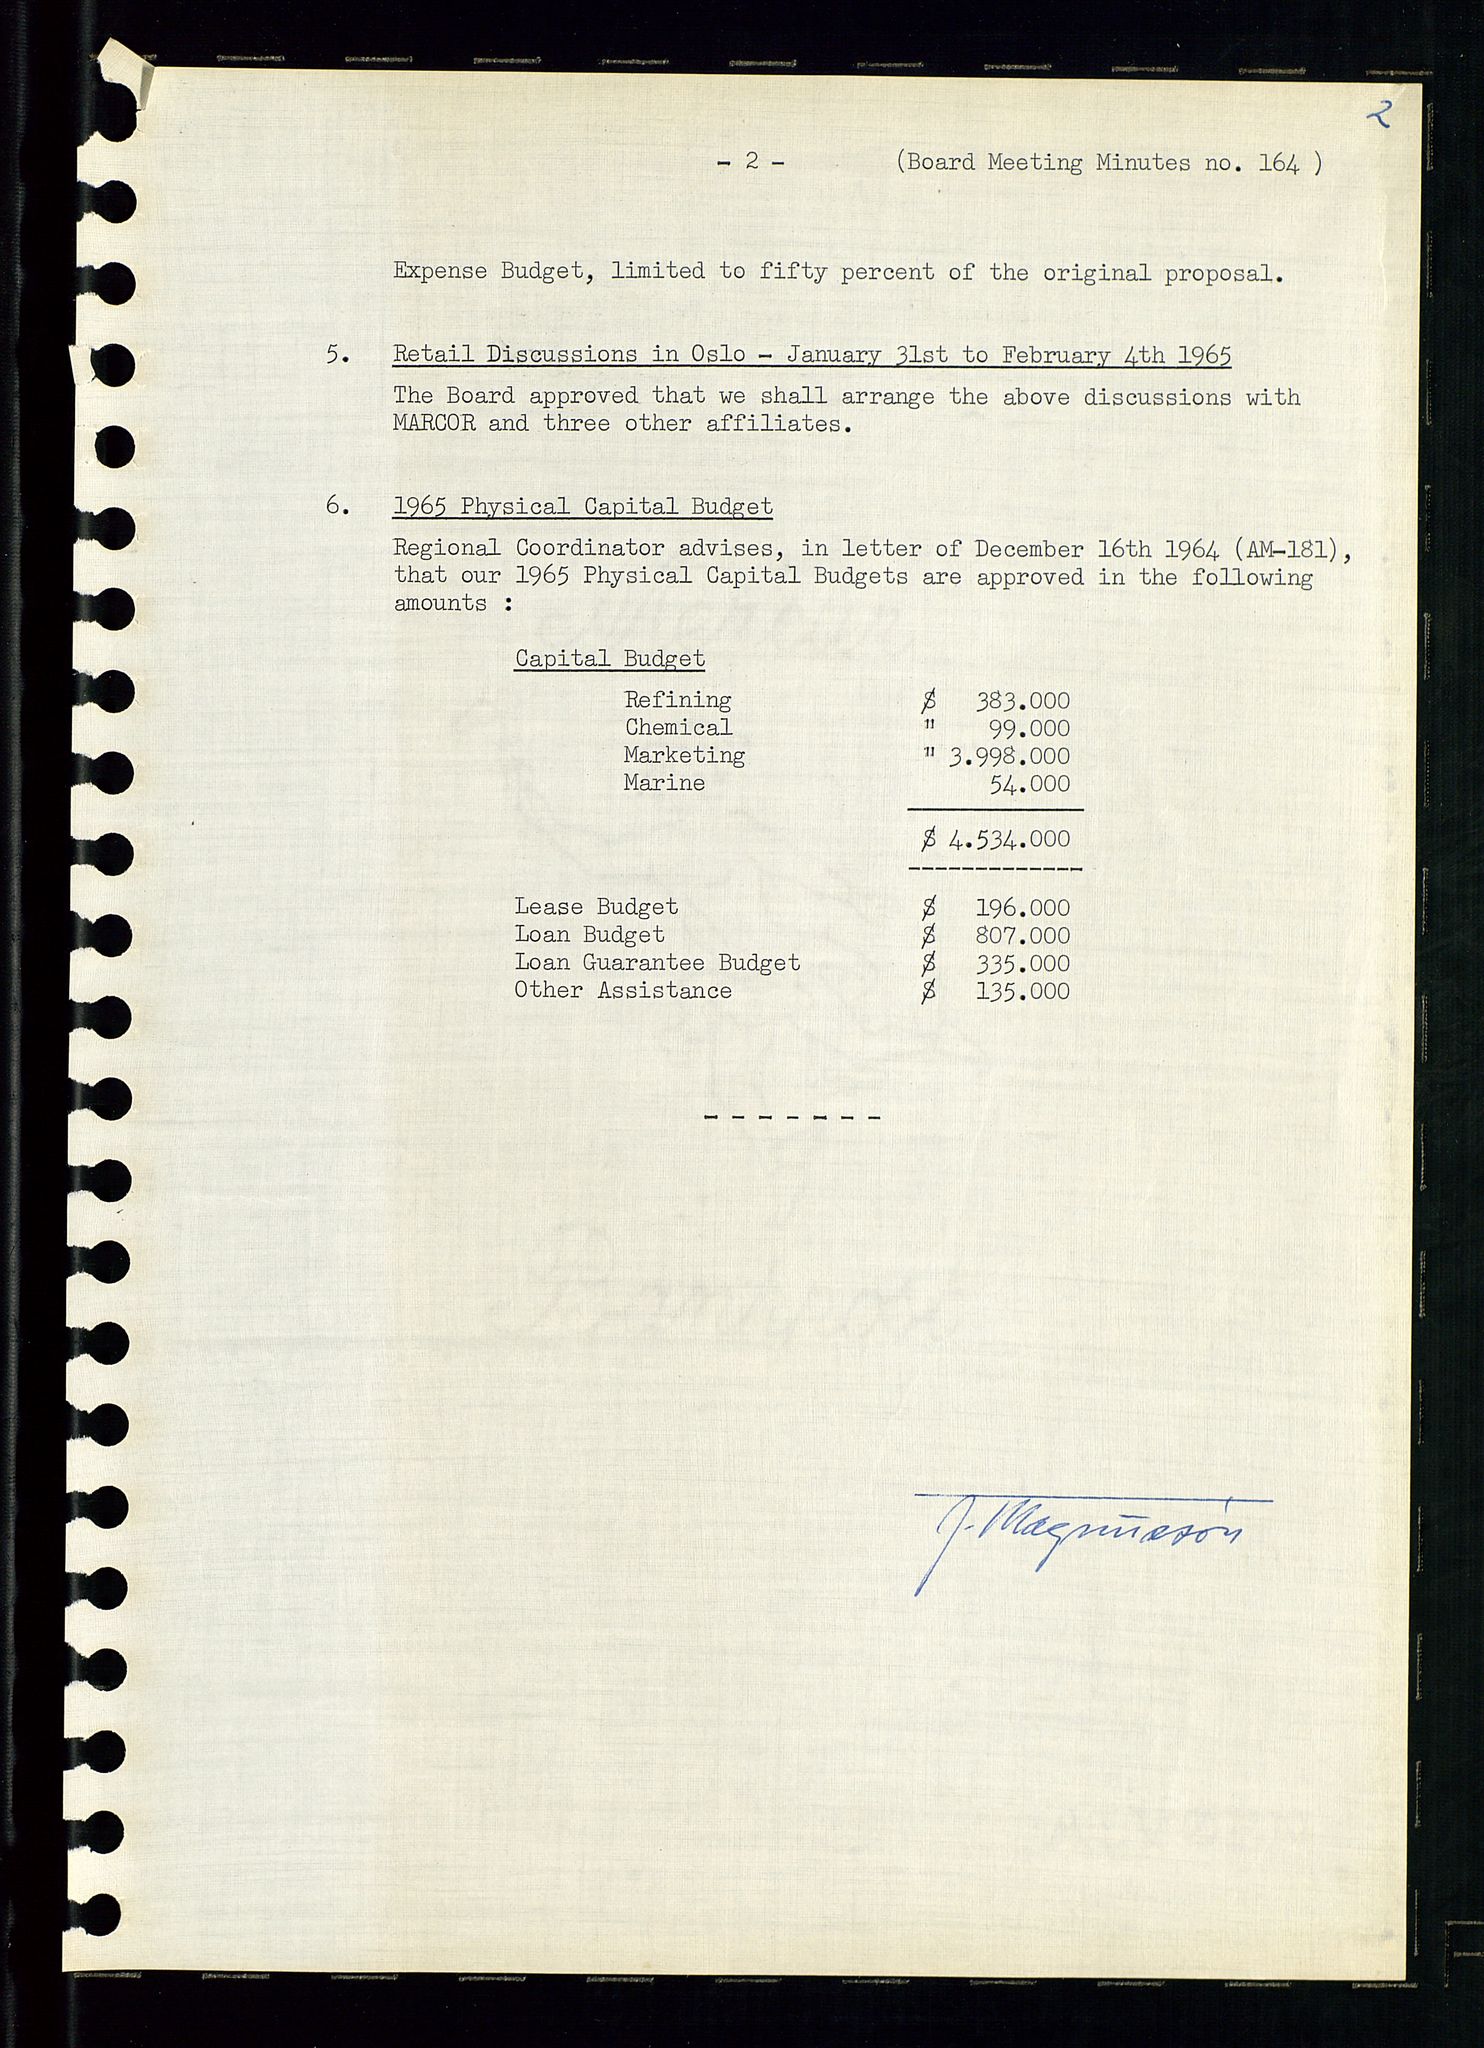 2
- 2 - (Board Meeting Minutes no. 164 )
Expense Budget, limited to fifty percent of the original proposal.
5. Retail Discussions in Oslo - January 31st to February 4th 1965
The Board approved that we shall arrange the above discussions with
MARCOR and three other affiliates.
6. 1965 Physical Capital Budget
Regional Coordinator advises, in letter of December 16th 1964 (AM-181),
that our 1965 Physical Capital Budgets are approved in the following
amounts :
Capital Budget
Refining $ 383.000
Chemical " 99.000
Marketing " 3.998.000
Marine 54.000
$ 4.534.000
Lease Budget $ 196.000
Loan Budget $ 807.000
Loan Guarantee Budget $ 335.000
Other Assistance $ 135.000
- - - - - - -
J. Magnusson